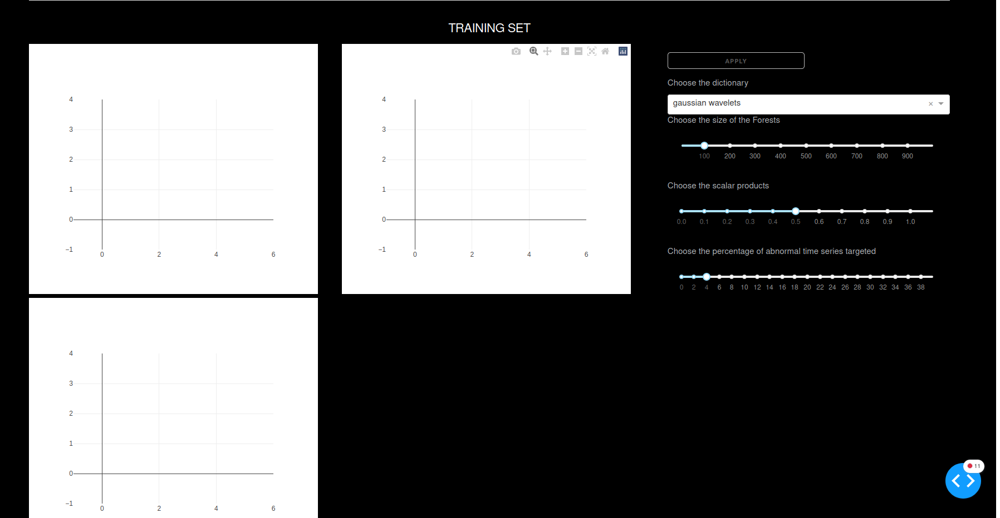 TRAINING SET
4
3
2
1
0
−1
0 2 4 6
4
3
2
1
0
−1
0 2 4 6
APPLY
Choose the dictionary
gaussian wavelets
×
Choose the size of the Forests
100 200 300 400 500 600 700 800 900
Choose the scalar products
0.0 0.1 0.2 0.3 0.4 0.5 0.6 0.7 0.8 0.9 1.0
Choose the percentage of abnormal time series targeted
0 2 4 6 8 10 12 14 16 18 20 22 24 26 28 30 32 34 36 38
4
3
2
1
0
−1
0 2 4 6
11